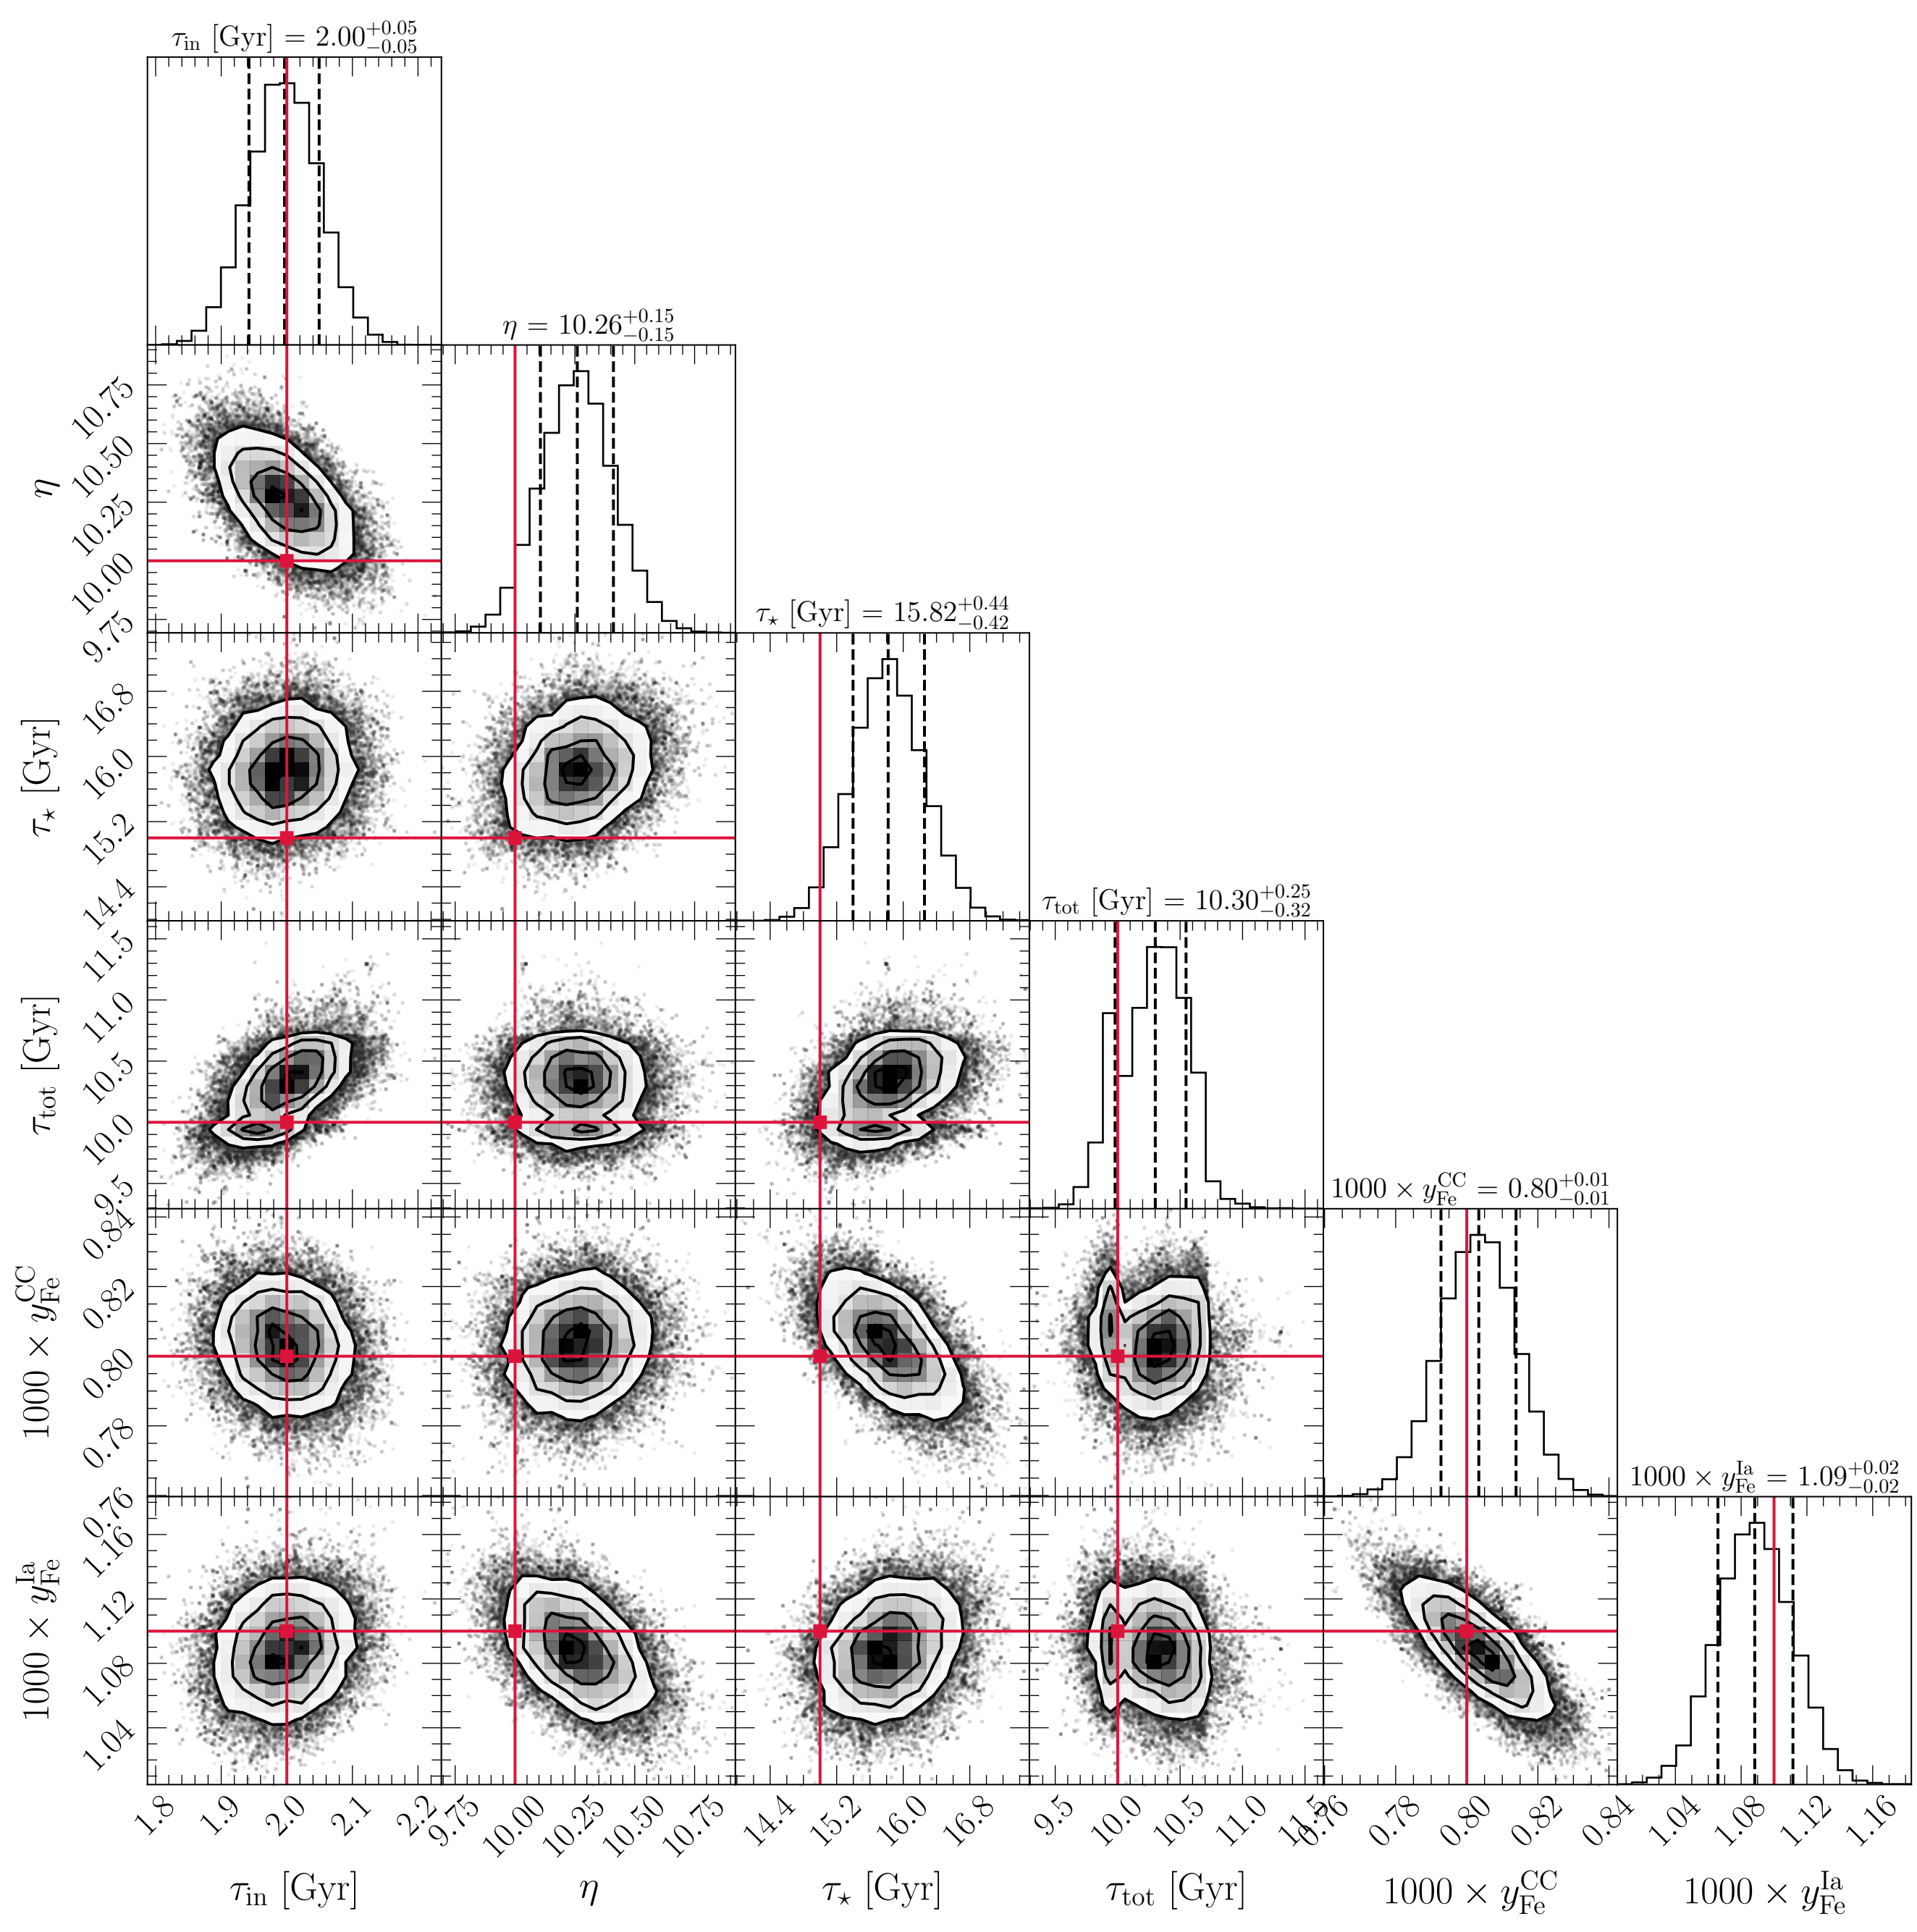 τ_in [Gyr] = 2.00^{+0.05}_{−0.05}
η = 10.26^{+0.15}_{−0.15}
τ_⋆ [Gyr] = 15.82^{+0.44}_{−0.42}
τ_tot [Gyr] = 10.30^{+0.25}_{−0.32}
1000 × y_Fe^CC = 0.80^{+0.01}_{−0.01}
1000 × y_Fe^Ia = 1.09^{+0.02}_{−0.02}
η
10.75
10.50
10.25
10.00
9.75
τ_⋆ [Gyr]
16.8
16.0
15.2
14.4
τ_tot [Gyr]
11.5
11.0
10.5
10.0
9.5
1000 × y_Fe^CC
0.84
0.82
0.80
0.78
0.76
1000 × y_Fe^Ia
1.16
1.12
1.08
1.04
1.8 1.9 2.0 2.1 2.2 9.75 10.00 10.25 10.50 10.75 14.4 15.2 16.0 16.8 9.5 10.0 10.5 11.0 11.5 0.76 0.78 0.80 0.82 0.84 1.04 1.08 1.12 1.16
τ_in [Gyr] η τ_⋆ [Gyr] τ_tot [Gyr] 1000 × y_Fe^CC 1000 × y_Fe^Ia